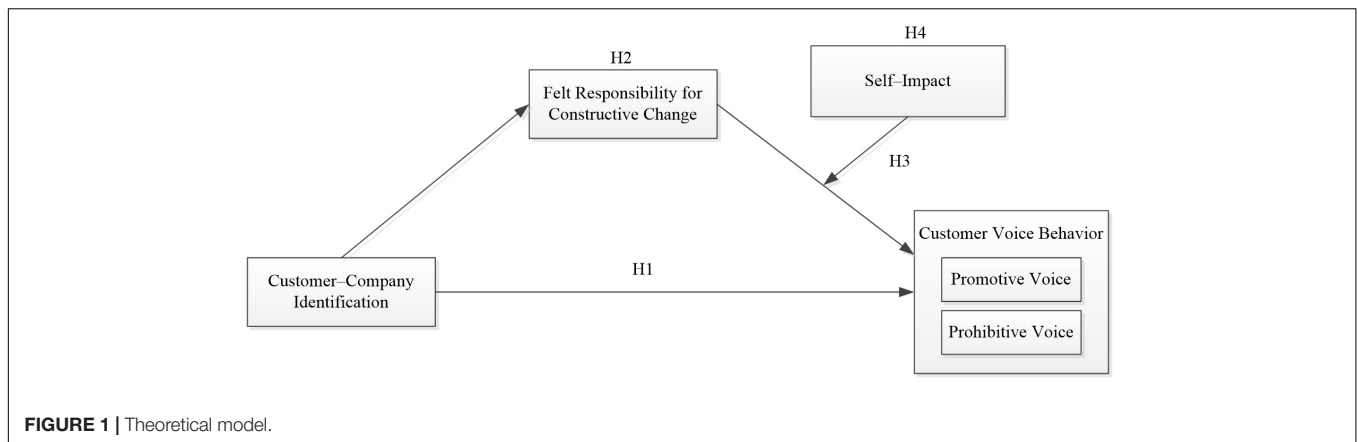 H4
Self–Impact
H2
Felt Responsibility for
Constructive Change
H3
Customer–Company
Identification
H1
Customer Voice Behavior
Promotive Voice
Prohibitive Voice
FIGURE 1 | Theoretical model.